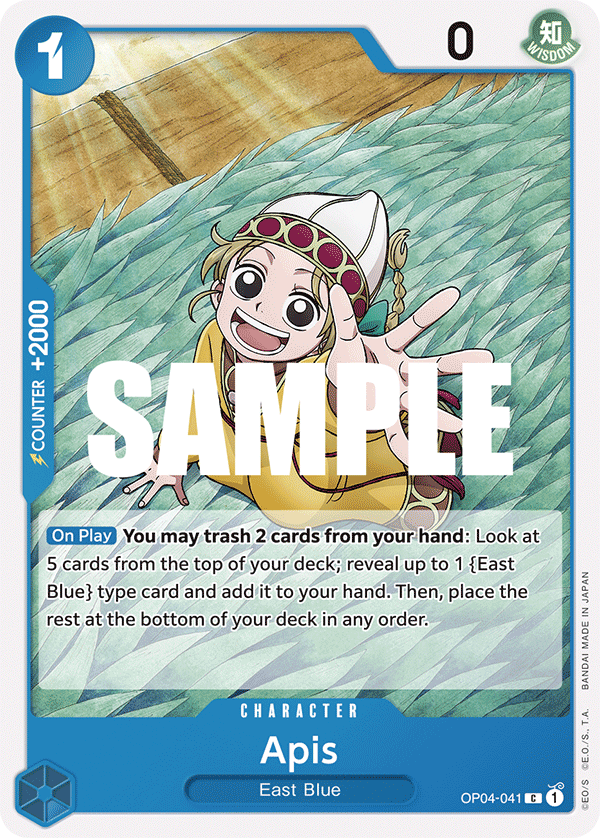 1
0
知
WISDOM
COUNTER +2000
SAMPLE
On Play You may trash 2 cards from your hand: Look at
5 cards from the top of your deck; reveal up to 1 {East
Blue} type card and add it to your hand. Then, place the
rest at the bottom of your deck in any order.
CHARACTER
Apis
East Blue
OP04-041 C 1
©EO/S ©E.O./S., T.A. BANDAI MADE IN JAPAN